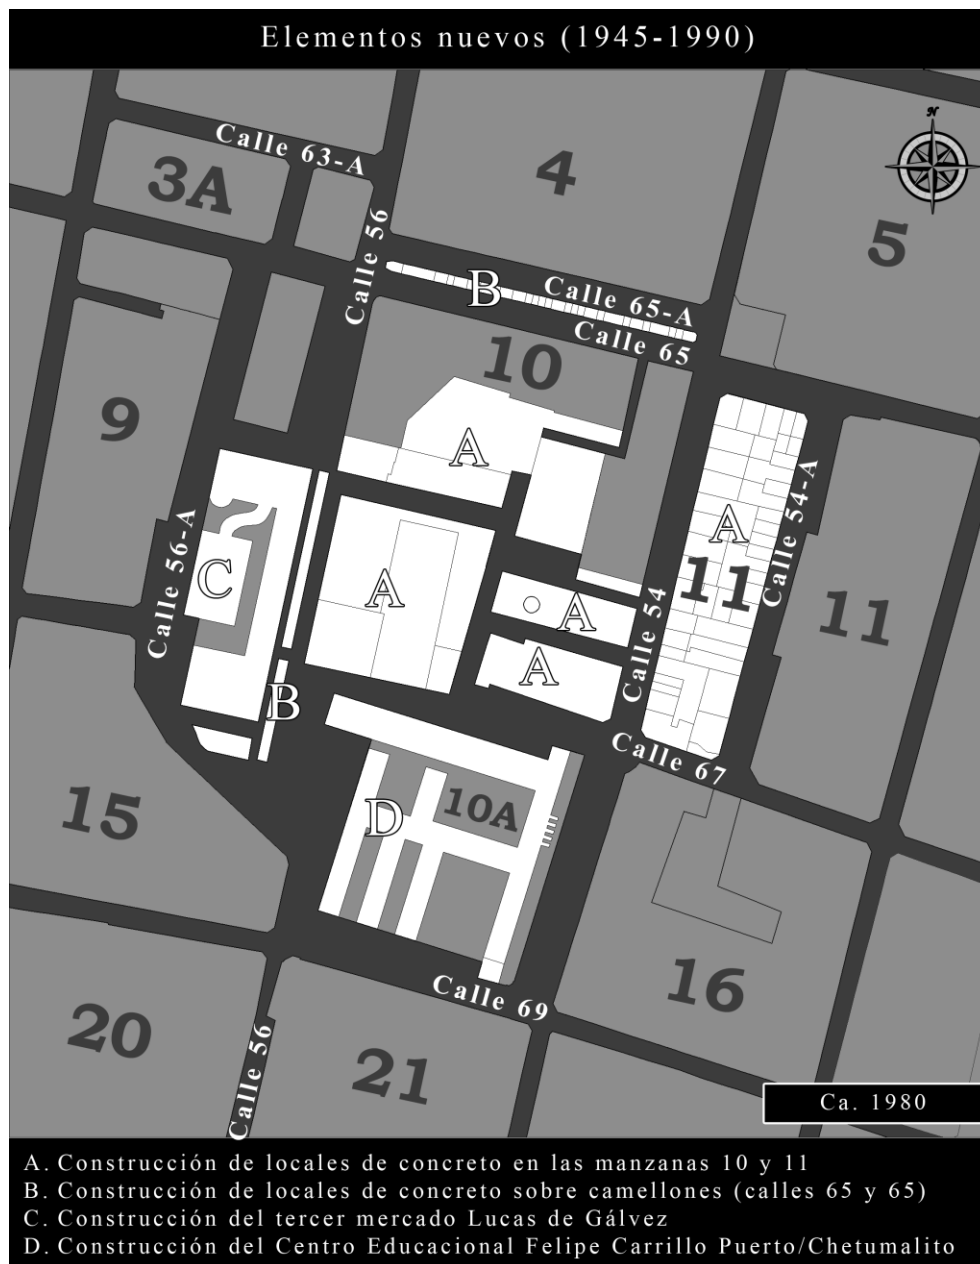 Elementos nuevos (1945-1990)
N
Calle 63-A
3A
4
5
Calle 56
B
Calle 65-A
Calle 65
10
9
A
A
Calle 54-A
11
11
Calle 56-A
C
A
A
Calle 54
A
B
Calle 67
15
D
10A
16
Calle 69
20
21
Calle 56
Ca. 1980
A. Construcción de locales de concreto en las manzanas 10 y 11
B. Construcción de locales de concreto sobre camellones (calles 65 y 65)
C. Construcción del tercer mercado Lucas de Gálvez
D. Construcción del Centro Educacional Felipe Carrillo Puerto/Chetumalito